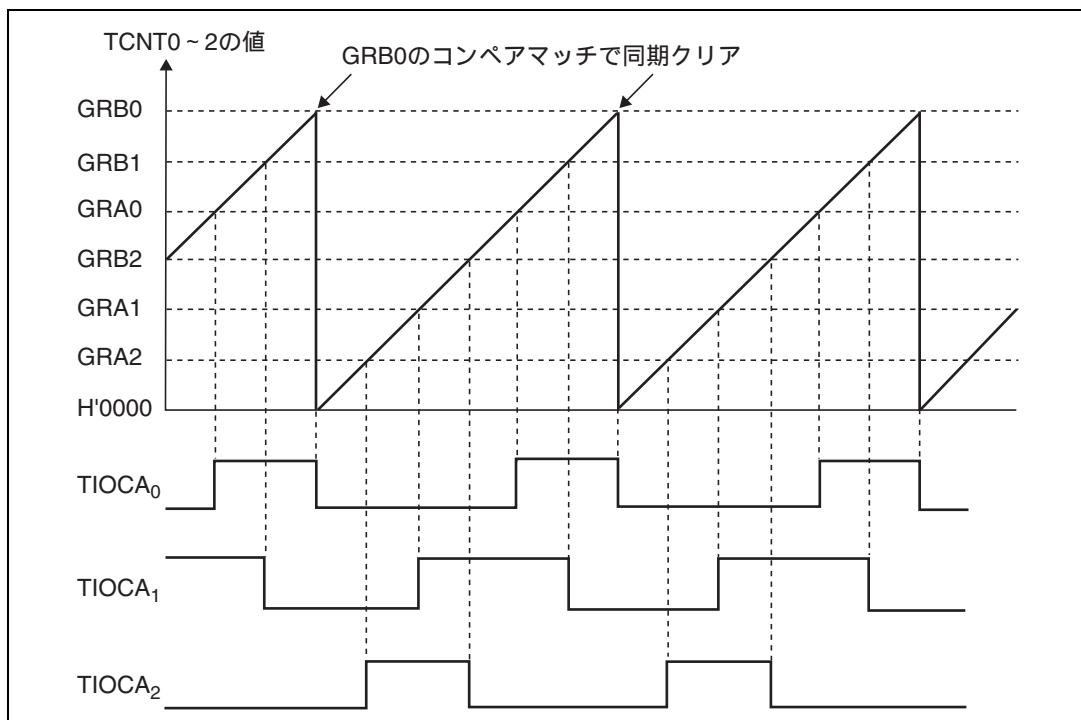 TCNT0~2の値
GRB0のコンペアマッチで同期クリア
GRB0
GRB1
GRA0
GRB2
GRA1
GRA2
H'0000
TIOCA0
TIOCA1
TIOCA2